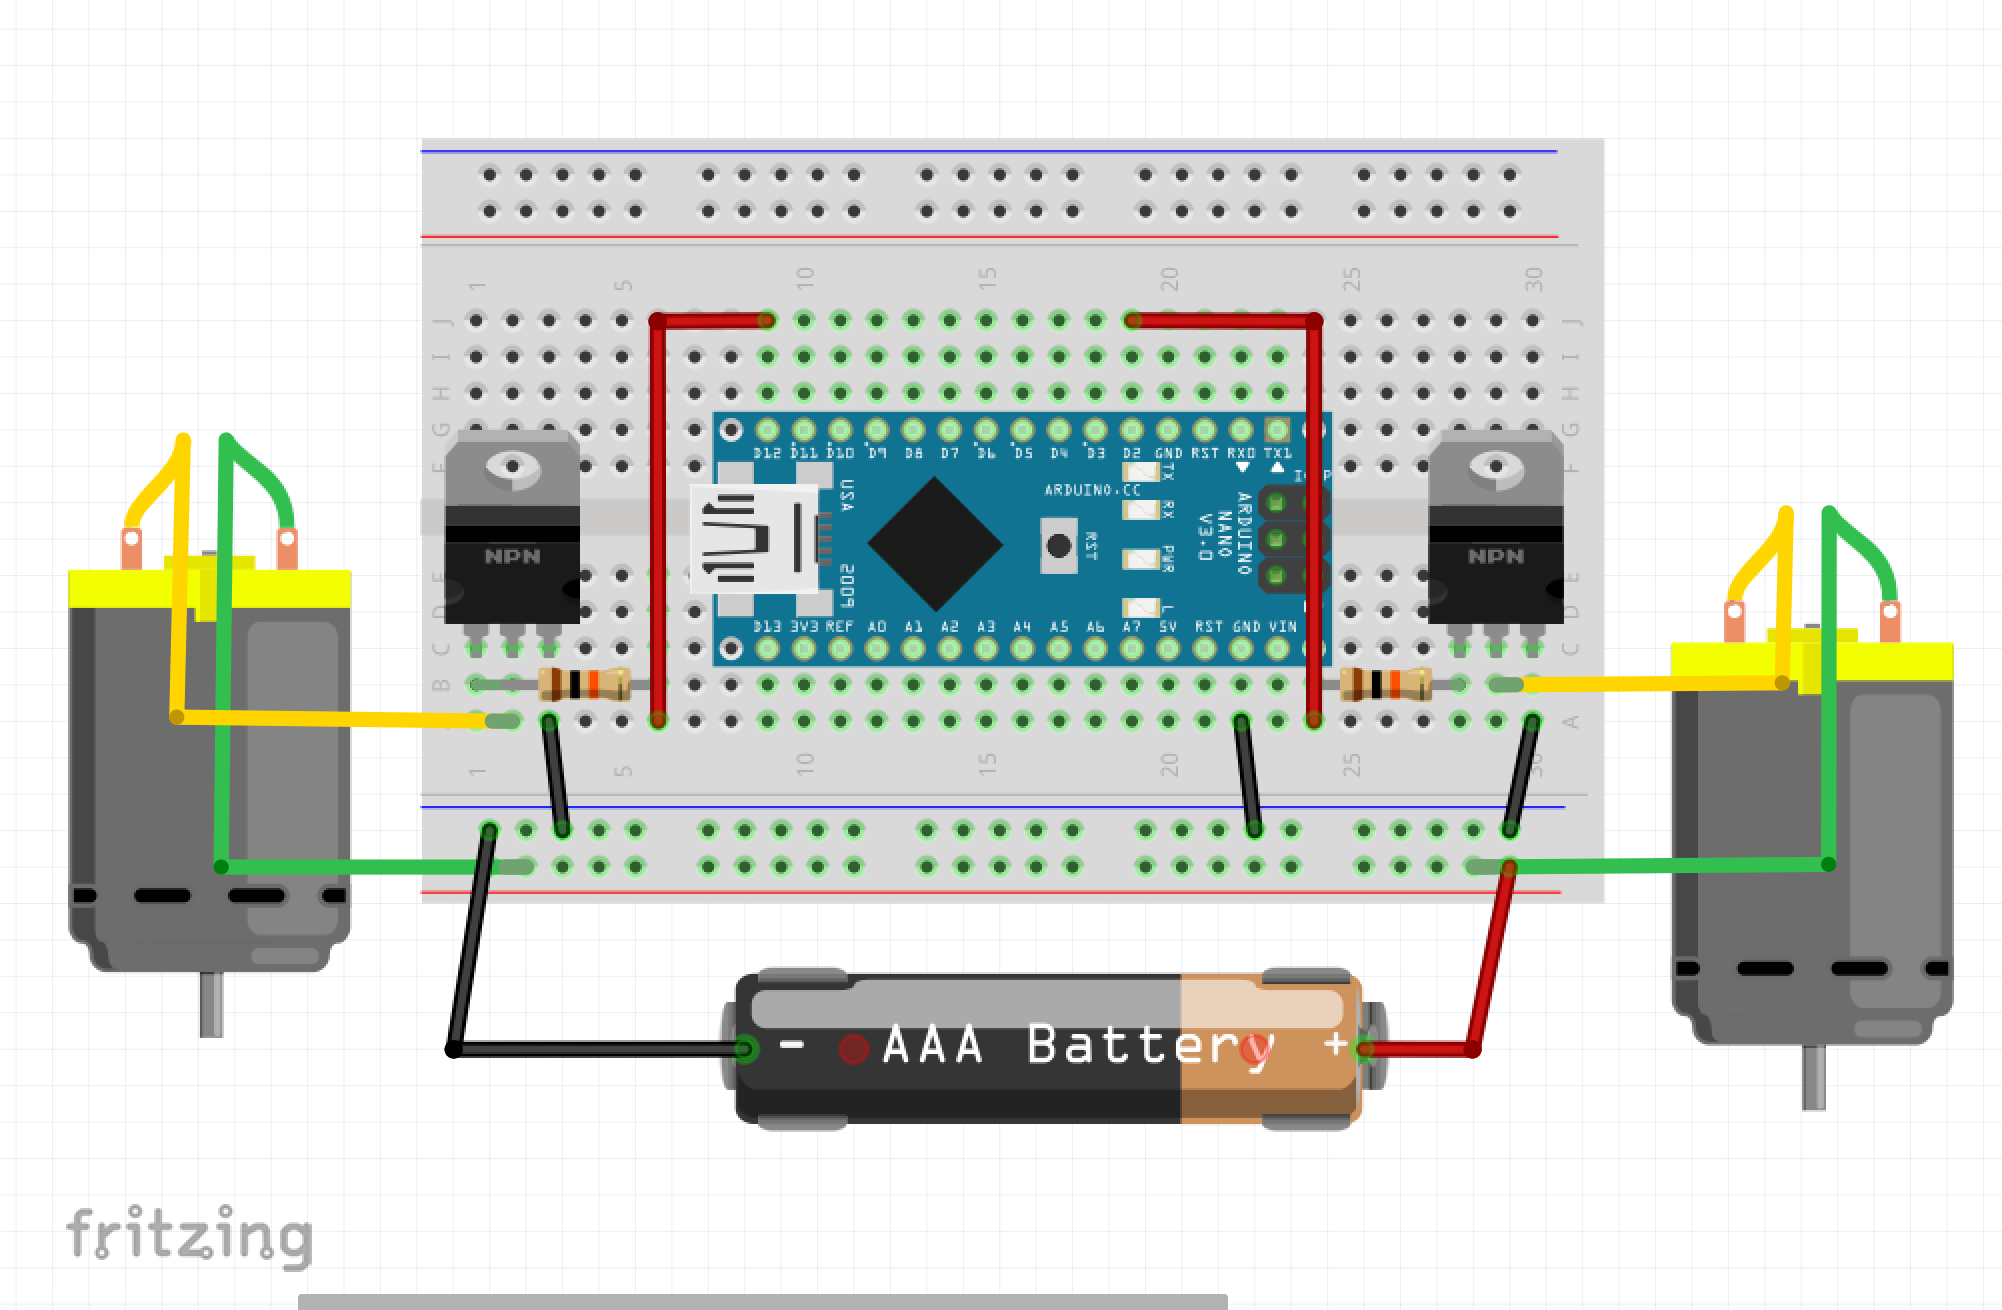 1 5 10 15 20 25 30
J J
I I
H H
G G
F F
D12 D11 D10 D9 D8 D7 D6 D5 D4 D3 D2 GND RST RX0 TX1
TX
ICSP
USA
ARDUINO.CC
RX
ARDUINO
NANO
V3.0
RST
PWR
NPN
NPN
2009
L
E E
D D
D13 3V3 REF A0 A1 A2 A3 A4 A5 A6 A7 5V RST GND VIN
C C
B B
A
1 5 10 15 20 25 30
- AAA Battery +
fritzing